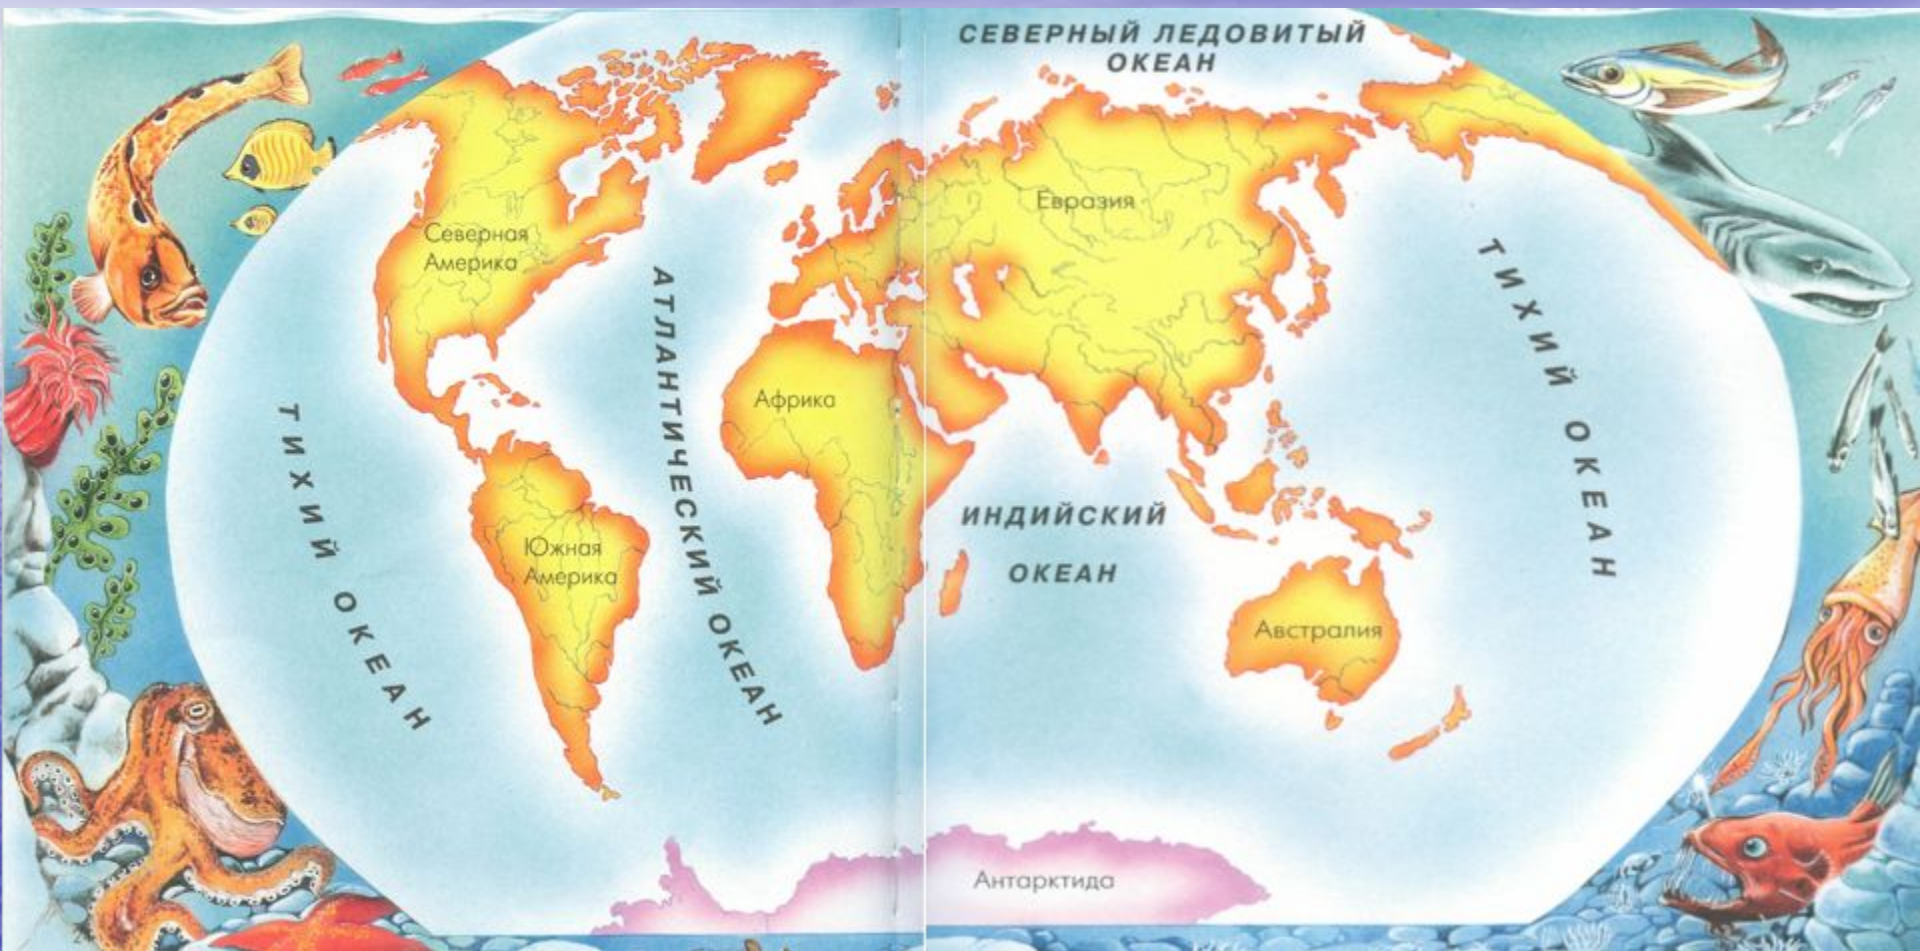 СЕВЕРНЫЙ ЛЕДОВИТЫЙ
ОКЕАН
Северная
Америка
Евразия
ТИХИЙ ОКЕАН
АТЛАНТИЧЕСКИЙ ОКЕАН
ТИХИЙ ОКЕАН
Африка
ИНДИЙСКИЙ
ОКЕАН
Южная
Америка
Австралия
Антарктида